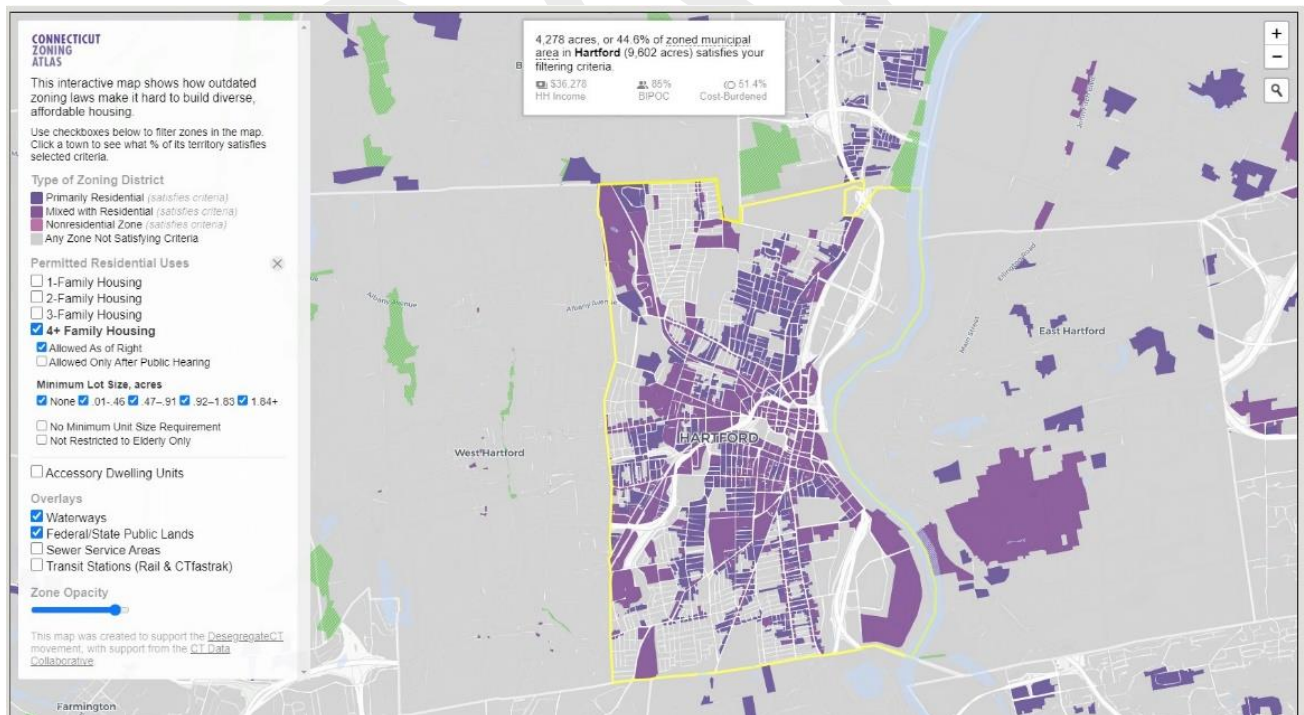 CONNECTICUT
ZONING
ATLAS
This interactive map shows how outdated
zoning laws make it hard to build diverse,
affordable housing.
Use checkboxes below to filter zones in the map.
Click a town to see what % of its territory satisfies
selected criteria.
Type of Zoning District
Primarily Residential (satisfies criteria)
Mixed with Residential (satisfies criteria)
Nonresidential Zone (satisfies criteria)
Any Zone Not Satisfying Criteria
Permitted Residential Uses
1-Family Housing
2-Family Housing
3-Family Housing
4+ Family Housing
Allowed As of Right
Allowed Only After Public Hearing
Minimum Lot Size, acres
None .01-.46 .47-.91 .92-1.83 1.84+
No Minimum Unit Size Requirement
Not Restricted to Elderly Only
Accessory Dwelling Units
Overlays
Waterways
Federal/State Public Lands
Sewer Service Areas
Transit Stations (Rail & CTfastrak)
Zone Opacity
This map was created to support the DesegregateCT
movement, with support from the CT Data
Collaborative
4,278 acres, or 44.6% of zoned municipal
area in Hartford (9,602 acres) satisfies your
filtering criteria.
$36,278 85% 51.4%
HH Income BIPOC Cost-Burdened
+
−
Albany Avenue
Albany Avenue
Ellington Road
Main Street
East Hartford
HARTFORD
West Hartford
Farmington